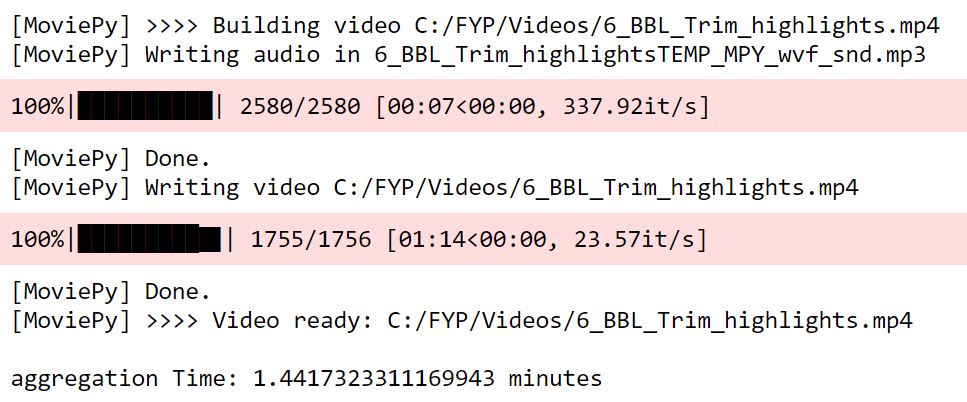 [MoviePy] >>>> Building video C:/FYP/Videos/6_BBL_Trim_highlights.mp4
[MoviePy] Writing audio in 6_BBL_Trim_highlightsTEMP_MPY_wvf_snd.mp3
100%|██████████| 2580/2580 [00:07<00:00, 337.92it/s]
[MoviePy] Done.
[MoviePy] Writing video C:/FYP/Videos/6_BBL_Trim_highlights.mp4
100%|█████████▉| 1755/1756 [01:14<00:00, 23.57it/s]
[MoviePy] Done.
[MoviePy] >>>> Video ready: C:/FYP/Videos/6_BBL_Trim_highlights.mp4
aggregation Time: 1.4417323311169943 minutes